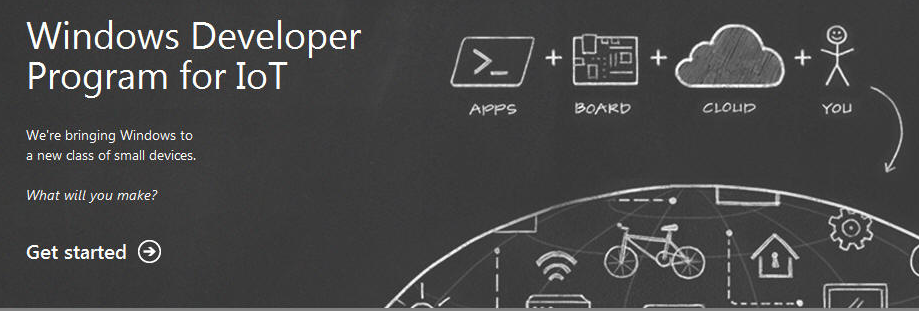 Windows Developer
Program for IoT
We're bringing Windows to
a new class of small devices.
What will you make?
Get started
APPS + BOARD + CLOUD + YOU